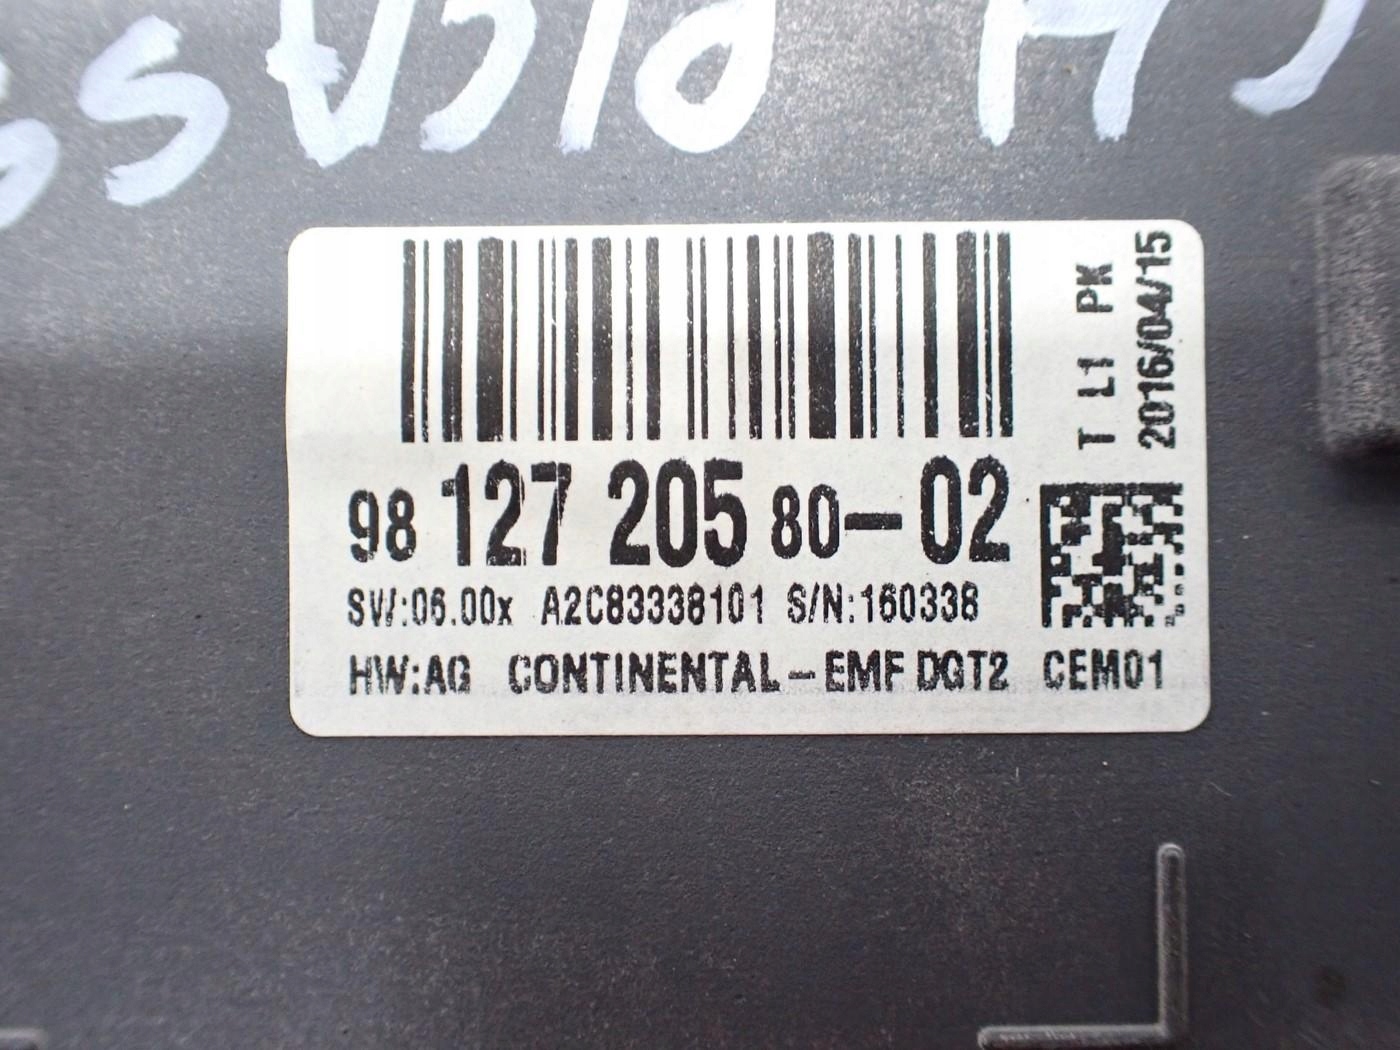 T L1 PK
2016/04/15
98 127 205 80-02
SW:06.00x A2C83338101 S/N:160338
HW:AG CONTINENTAL-EMF DGT2 CEM01